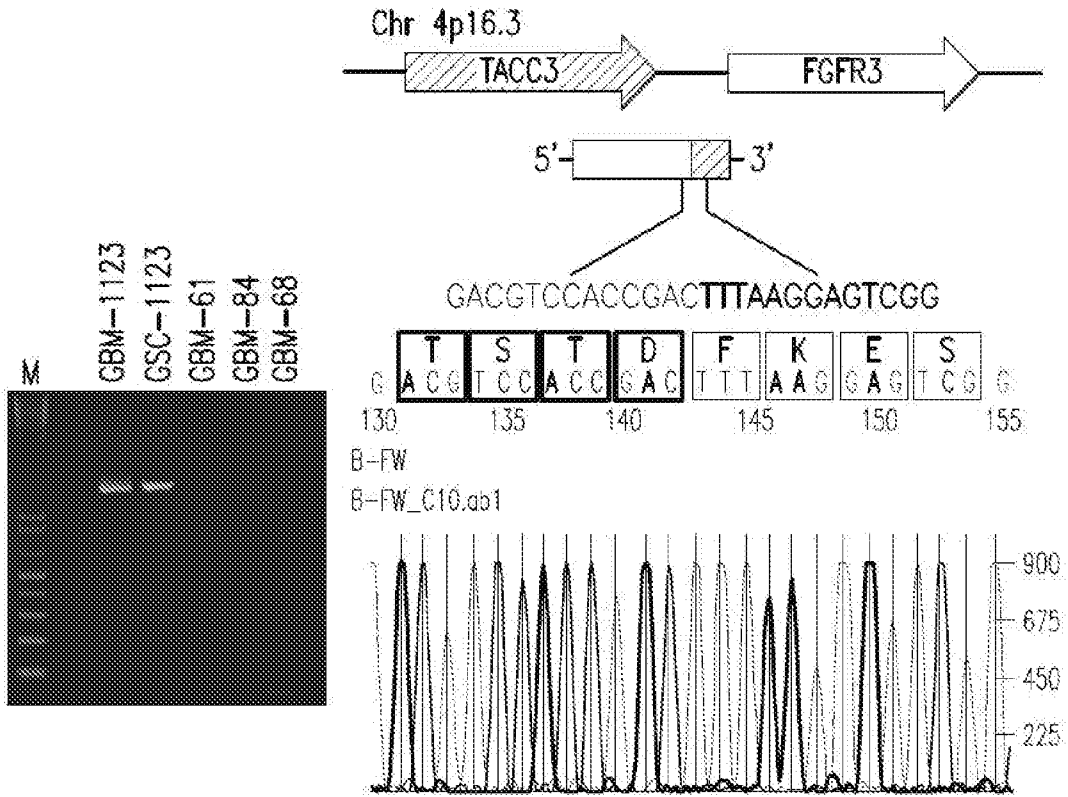 Chr 4p16.3
TACC3 FGFR3
5' 3'
GACGTCCACCGACTTTAAGGAGTCGG
T S T D F K E S
G ACG TCC ACC GAC TTT AAG GAG TCG G
130 135 140 145 150 155
B-FW
B-FW_C10.ab1
900
675
450
225
M
GBM-1123
GSC-1123
GBM-61
GBM-84
GBM-68